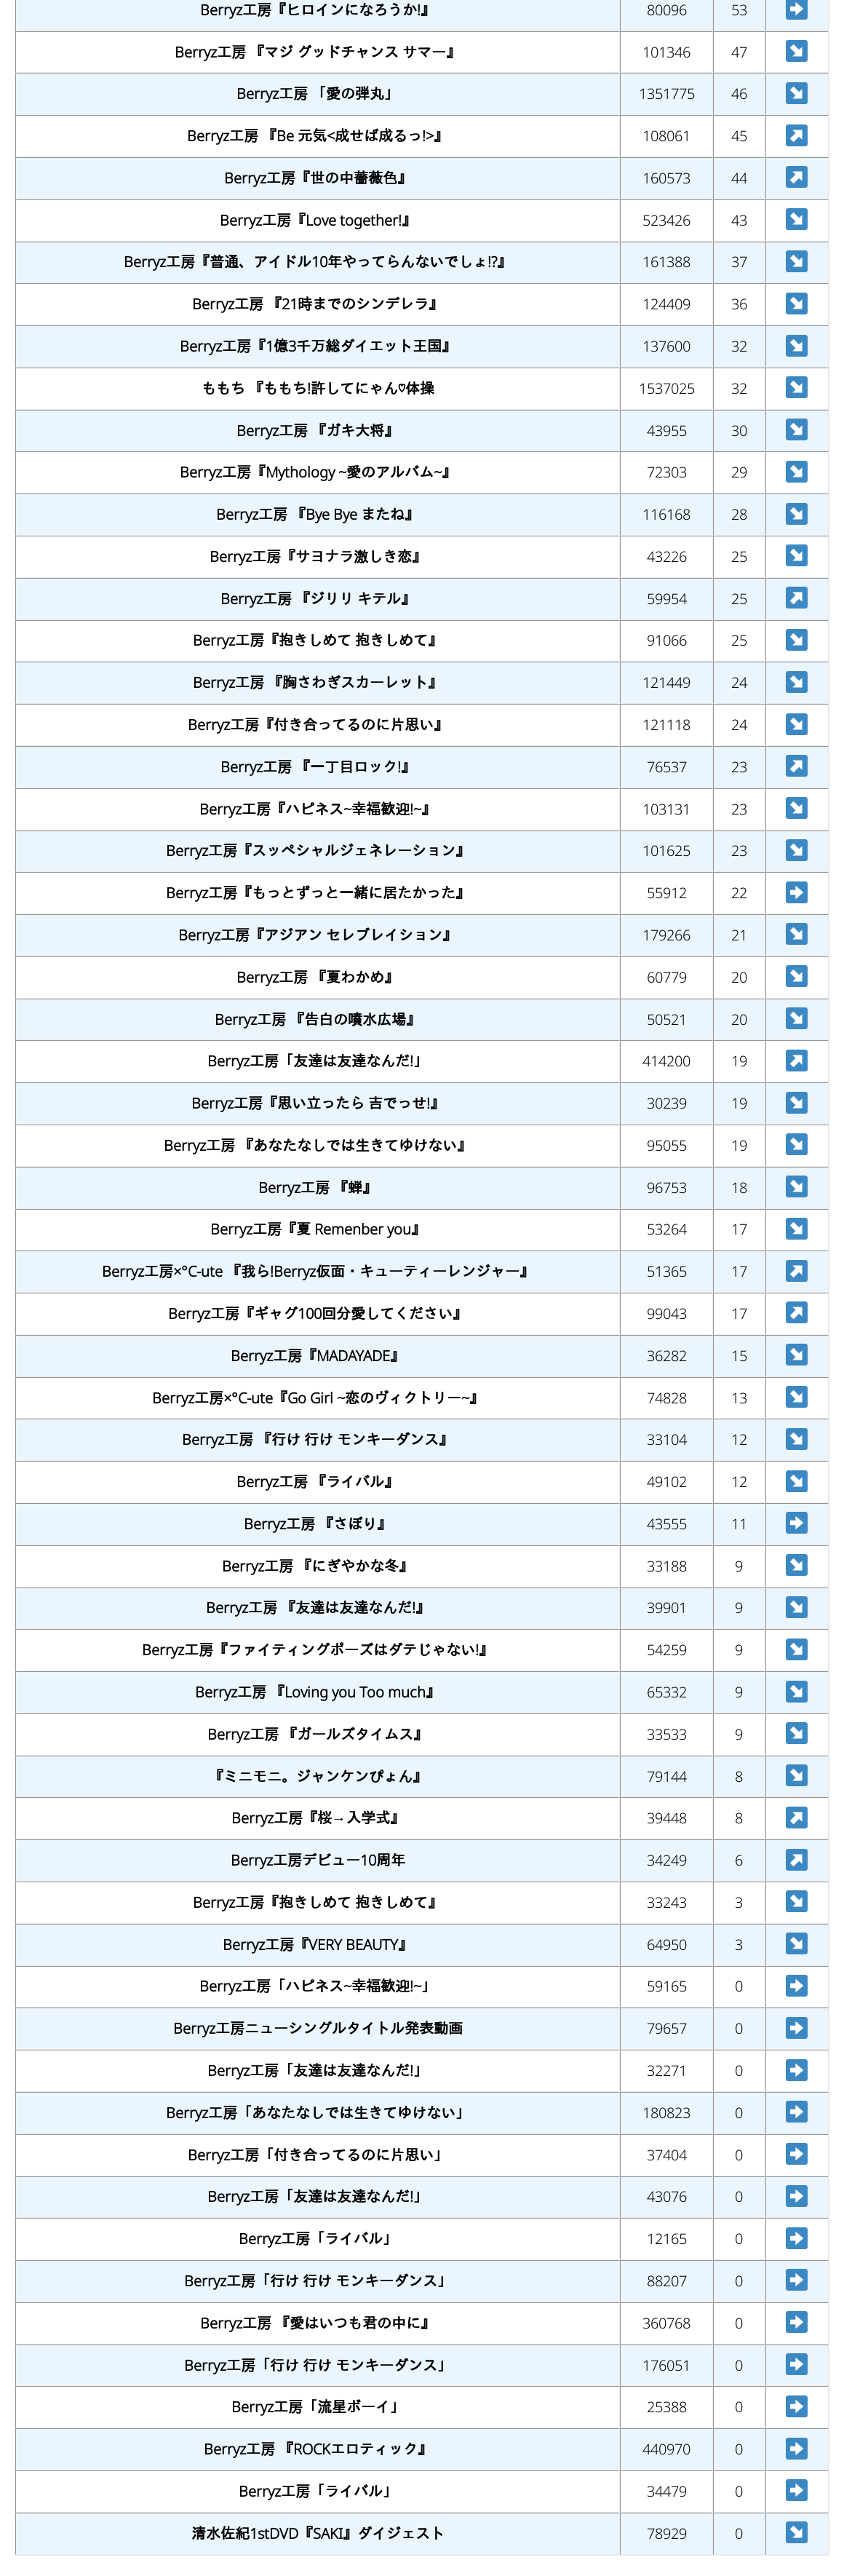 Berryz工房『ヒロインになろうか!』 80096 53 ➡
Berryz工房 『マジ グッドチャンス サマー』 101346 47 ↘
Berryz工房 「愛の弾丸」 1351775 46 ↘
Berryz工房 『Be 元気<成せば成るっ!>』 108061 45 ↗
Berryz工房『世の中薔薇色』 160573 44 ↗
Berryz工房『Love together!』 523426 43 ↘
Berryz工房『普通、アイドル10年やってらんないでしょ!?』 161388 37 ↘
Berryz工房 『21時までのシンデレラ』 124409 36 ↘
Berryz工房『1億3千万総ダイエット王国』 137600 32 ↘
ももち 『ももち!許してにゃん♡体操 1537025 32 ↘
Berryz工房 『ガキ大将』 43955 30 ↘
Berryz工房『Mythology ~愛のアルバム~』 72303 29 ↘
Berryz工房 『Bye Bye またね』 116168 28 ↘
Berryz工房『サヨナラ激しき恋』 43226 25 ↘
Berryz工房 『ジリリ キテル』 59954 25 ↗
Berryz工房『抱きしめて 抱きしめて』 91066 25 ↘
Berryz工房 『胸さわぎスカーレット』 121449 24 ↘
Berryz工房『付き合ってるのに片思い』 121118 24 ↘
Berryz工房 『一丁目ロック!』 76537 23 ↗
Berryz工房『ハピネス~幸福歓迎!~』 103131 23 ↘
Berryz工房『スッペシャルジェネレ〜ション』 101625 23 ↘
Berryz工房『もっとずっと一緒に居たかった』 55912 22 ➡
Berryz工房『アジアン セレブレイション』 179266 21 ↘
Berryz工房 『夏わかめ』 60779 20 ↘
Berryz工房 『告白の噴水広場』 50521 20 ↘
Berryz工房「友達は友達なんだ!」 414200 19 ↗
Berryz工房『思い立ったら 吉でっせ!』 30239 19 ↘
Berryz工房 『あなたなしでは生きてゆけない』 95055 19 ↘
Berryz工房 『蝉』 96753 18 ↘
Berryz工房『夏 Remenber you』 53264 17 ↘
Berryz工房×°C-ute 『我ら!Berryz仮面・キューティーレンジャー』 51365 17 ↗
Berryz工房『ギャグ100回分愛してください』 99043 17 ↗
Berryz工房『MADAYADE』 36282 15 ↘
Berryz工房×°C-ute『Go Girl ~恋のヴィクトリー~』 74828 13 ↘
Berryz工房 『行け 行け モンキーダンス』 33104 12 ↘
Berryz工房 『ライバル』 49102 12 ↘
Berryz工房 『さぼり』 43555 11 ➡
Berryz工房 『にぎやかな冬』 33188 9 ↘
Berryz工房 『友達は友達なんだ!』 39901 9 ↘
Berryz工房『ファイティングポーズはダテじゃない!』 54259 9 ↘
Berryz工房 『Loving you Too much』 65332 9 ↘
Berryz工房 『ガールズタイムス』 33533 9 ↘
『ミニモニ。ジャンケンぴょん』 79144 8 ↘
Berryz工房『桜→入学式』 39448 8 ↗
Berryz工房デビュー10周年 34249 6 ↗
Berryz工房『抱きしめて 抱きしめて』 33243 3 ↘
Berryz工房『VERY BEAUTY』 64950 3 ↘
Berryz工房「ハピネス~幸福歓迎!~」 59165 0 ➡
Berryz工房ニューシングルタイトル発表動画 79657 0 ➡
Berryz工房「友達は友達なんだ!」 32271 0 ➡
Berryz工房「あなたなしでは生きてゆけない」 180823 0 ➡
Berryz工房「付き合ってるのに片思い」 37404 0 ➡
Berryz工房「友達は友達なんだ!」 43076 0 ➡
Berryz工房「ライバル」 12165 0 ➡
Berryz工房「行け 行け モンキーダンス」 88207 0 ➡
Berryz工房 『愛はいつも君の中に』 360768 0 ➡
Berryz工房「行け 行け モンキーダンス」 176051 0 ➡
Berryz工房「流星ボーイ」 25388 0 ➡
Berryz工房 『ROCKエロティック』 440970 0 ➡
Berryz工房「ライバル」 34479 0 ➡
清水佐紀1stDVD『SAKI』ダイジェスト 78929 0 ↘